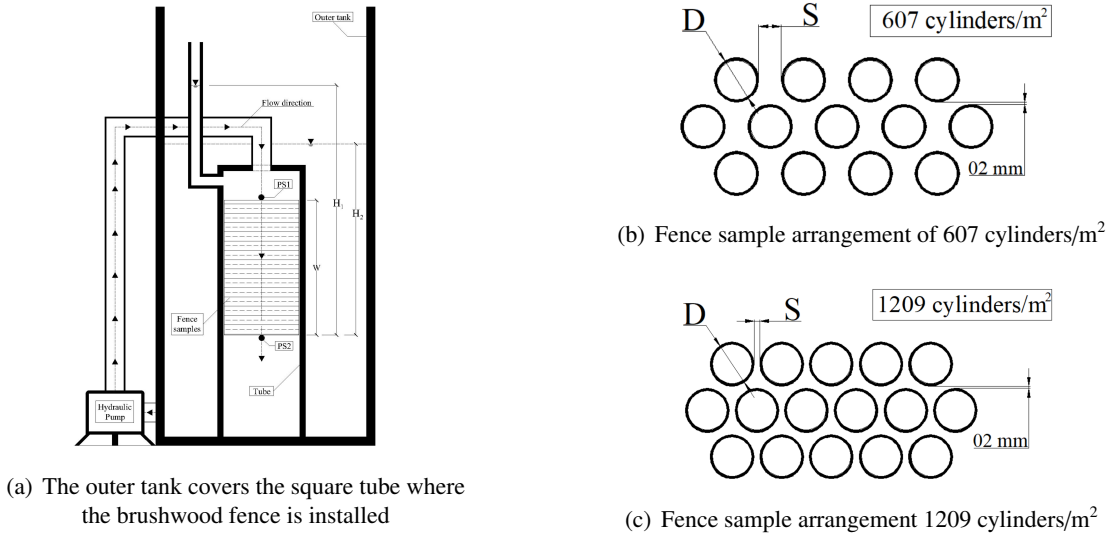 Outer tank
Flow direction
PS1
H1
H2
W
Fence
samples
PS2
Tube
Hydraulic
Pump
(a) The outer tank covers the square tube where
the brushwood fence is installed
607 cylinders/m²
D
S
02 mm
(b) Fence sample arrangement of 607 cylinders/m²
1209 cylinders/m²
D
S
02 mm
(c) Fence sample arrangement 1209 cylinders/m²